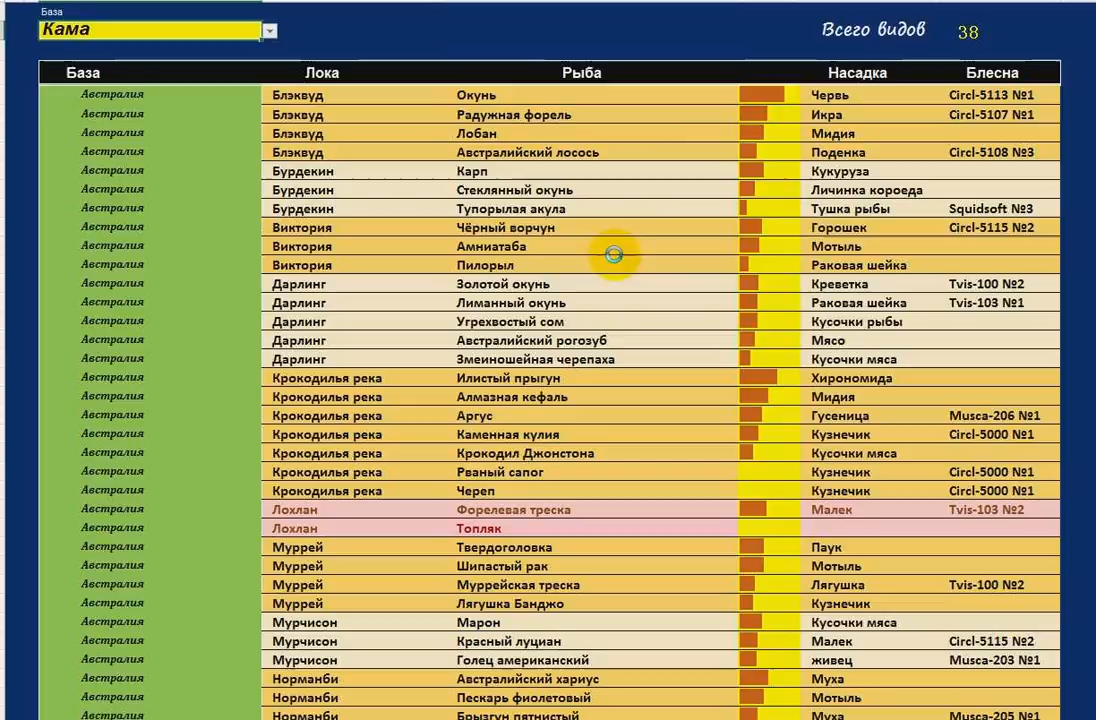 База
Кама
Всего видов 38
База Лока Рыба Насадка Блесна
Австралия Блэквуд Окунь Червь Circl-5113 №1
Австралия Блэквуд Радужная форель Икра Circl-5107 №1
Австралия Блэквуд Лобан Мидия
Австралия Блэквуд Австралийский лосось Поденка Circl-5108 №3
Австралия Бурдекин Карп Кукуруза
Австралия Бурдекин Стеклянный окунь Личинка короеда
Австралия Бурдекин Тупорылая акула Тушка рыбы Squidsoft №3
Австралия Виктория Чёрный ворчун Горошек Circl-5115 №2
Австралия Виктория Амниатаба Мотыль
Австралия Виктория Пилорыл Раковая шейка
Австралия Дарлинг Золотой окунь Креветка Tvis-100 №2
Австралия Дарлинг Лиманный окунь Раковая шейка Tvis-103 №1
Австралия Дарлинг Угрехвостый сом Кусочки рыбы
Австралия Дарлинг Австралийский рогозуб Мясо
Австралия Дарлинг Змеиношейная черепаха Кусочки мяса
Австралия Крокодилья река Илистый прыгун Хирономида
Австралия Крокодилья река Алмазная кефаль Мидия
Австралия Крокодилья река Аргус Гусеница Musca-206 №1
Австралия Крокодилья река Каменная кулия Кузнечик Circl-5000 №1
Австралия Крокодилья река Крокодил Джонстона Кусочки мяса
Австралия Крокодилья река Рваный сапог Кузнечик Circl-5000 №1
Австралия Крокодилья река Череп Кузнечик Circl-5000 №1
Австралия Лохлан Форелевая треска Малек Tvis-103 №2
Австралия Лохлан Топляк
Австралия Муррей Твердоголовка Паук
Австралия Муррей Шипастый рак Мотыль
Австралия Муррей Муррейская треска Лягушка Tvis-100 №2
Австралия Муррей Лягушка Банджо Кузнечик
Австралия Мурчисон Марон Кусочки мяса
Австралия Мурчисон Красный луциан Малек Circl-5115 №2
Австралия Мурчисон Голец американский живец Musca-203 №1
Австралия Норманби Австралийский хариус Муха
Австралия Норманби Пескарь фиолетовый Мотыль
Австралия Норманби Брызгун пятнистый Муха Musca-205 №1